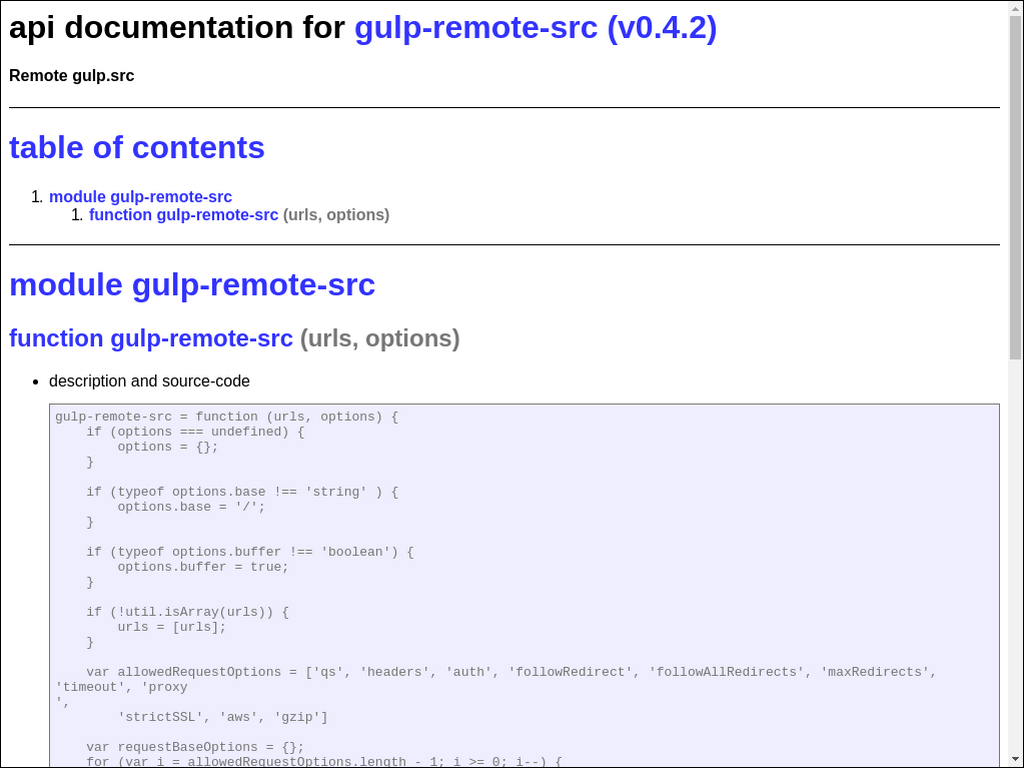 api documentation for gulp-remote-src (v0.4.2)
Remote gulp.src
table of contents
1. module gulp-remote-src
1. function gulp-remote-src (urls, options)
module gulp-remote-src
function gulp-remote-src (urls, options)
• description and source-code
gulp-remote-src = function (urls, options) {
    if (options === undefined) {
        options = {};
    }
    if (typeof options.base !== 'string' ) {
        options.base = '/';
    }
    if (typeof options.buffer !== 'boolean') {
        options.buffer = true;
    }
    if (!util.isArray(urls)) {
        urls = [urls];
    }
    var allowedRequestOptions = ['qs', 'headers', 'auth', 'followRedirect', 'followAllRedirects', 'maxRedirects',
'timeout', 'proxy
',
        'strictSSL', 'aws', 'gzip']
    var requestBaseOptions = {};
    for (var i = allowedRequestOptions.length - 1; i >= 0; i--) {